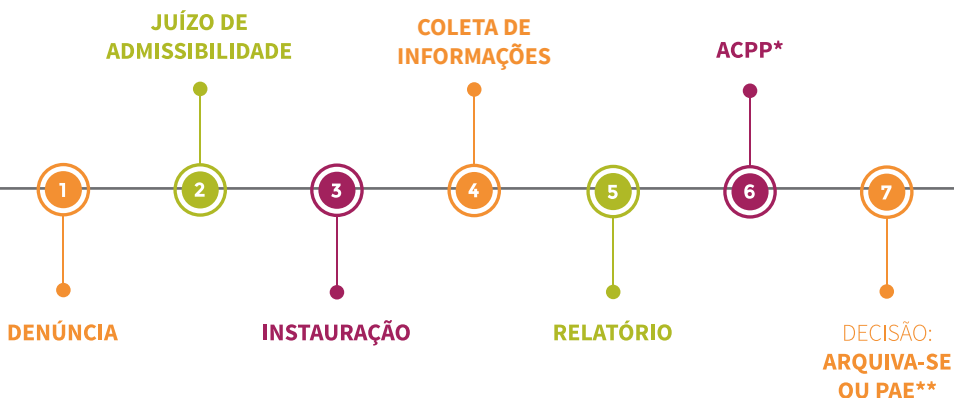 JUÍZO DE
ADMISSIBILIDADE
COLETA DE
INFORMAÇÕES
ACPP*
1
2
3
4
5
6
7
DENÚNCIA
INSTAURAÇÃO
RELATÓRIO
DECISÃO:
ARQUIVA-SE
OU PAE**